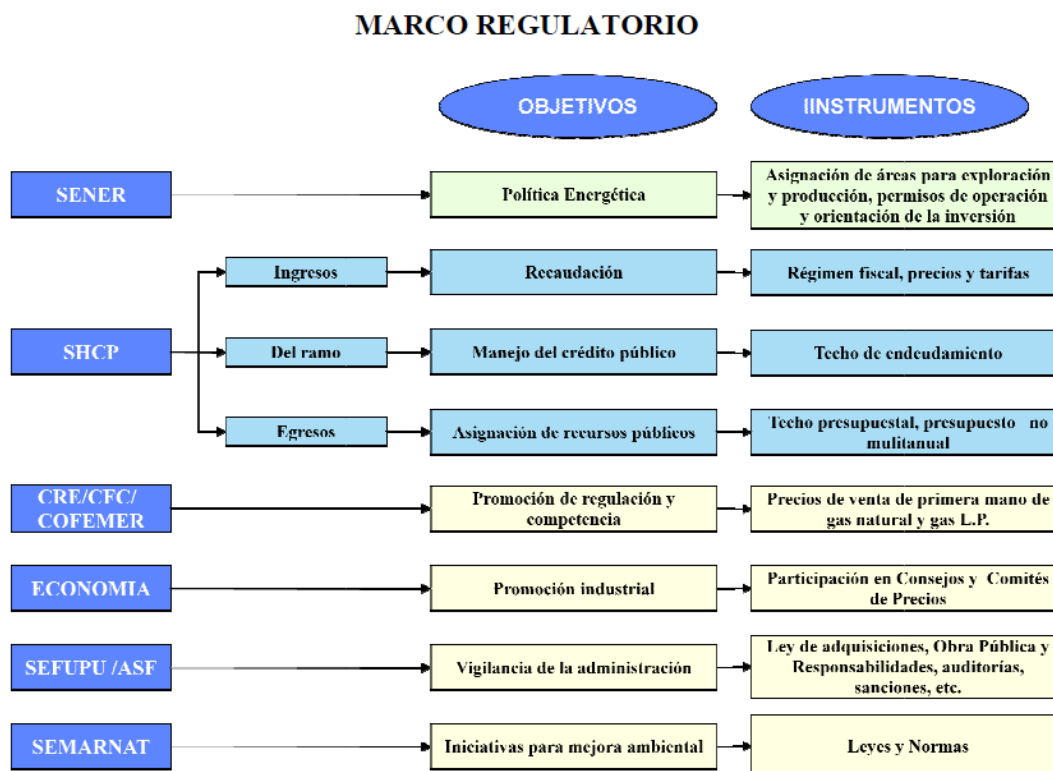 MARCO REGULATORIO
OBJETIVOS
IINSTRUMENTOS
SENER
Política Energética
Asignación de áreas para exploración
y producción, permisos de operación
y orientación de la inversión
Ingresos
Recaudación
Régimen fiscal, precios y tarifas
SHCP
Del ramo
Manejo del crédito público
Techo de endeudamiento
Egresos
Asignación de recursos públicos
Techo presupuestal, presupuesto no
mulitanual
CRE/CFC/
COFEMER
Promoción de regulación y
competencia
Precios de venta de primera mano de
gas natural y gas L.P.
ECONOMIA
Promoción industrial
Participación en Consejos y Comités
de Precios
SEFUPU /ASF
Vigilancia de la administración
Ley de adquisiciones, Obra Pública y
Responsabilidades, auditorías,
sanciones, etc.
SEMARNAT
Iniciativas para mejora ambiental
Leyes y Normas